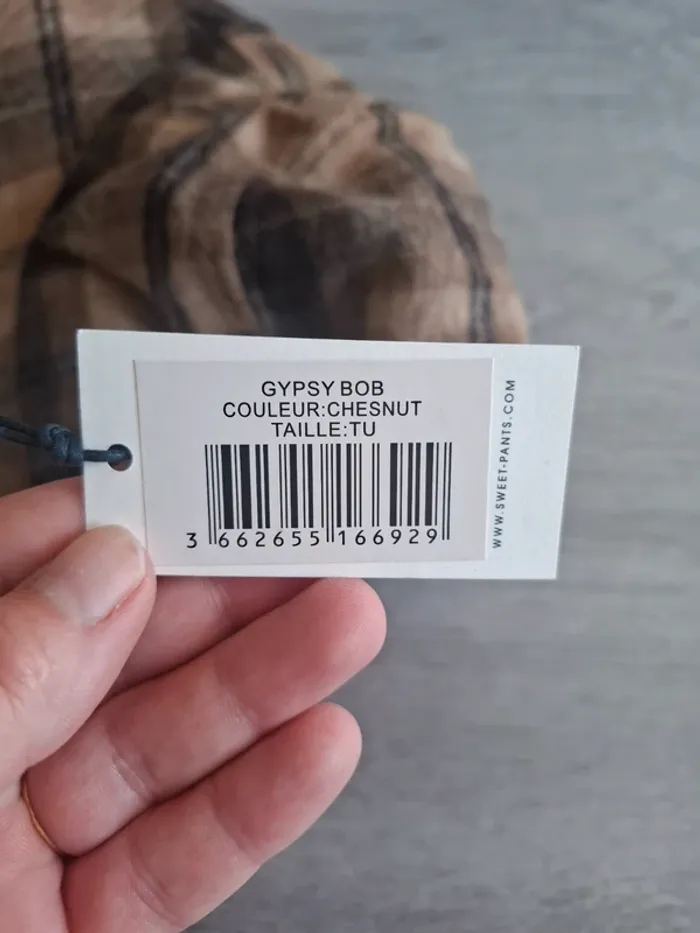 GYPSY BOB
COULEUR:CHESNUT
TAILLE:TU
3 662655 166929
WWW.SWEET-PANTS.COM